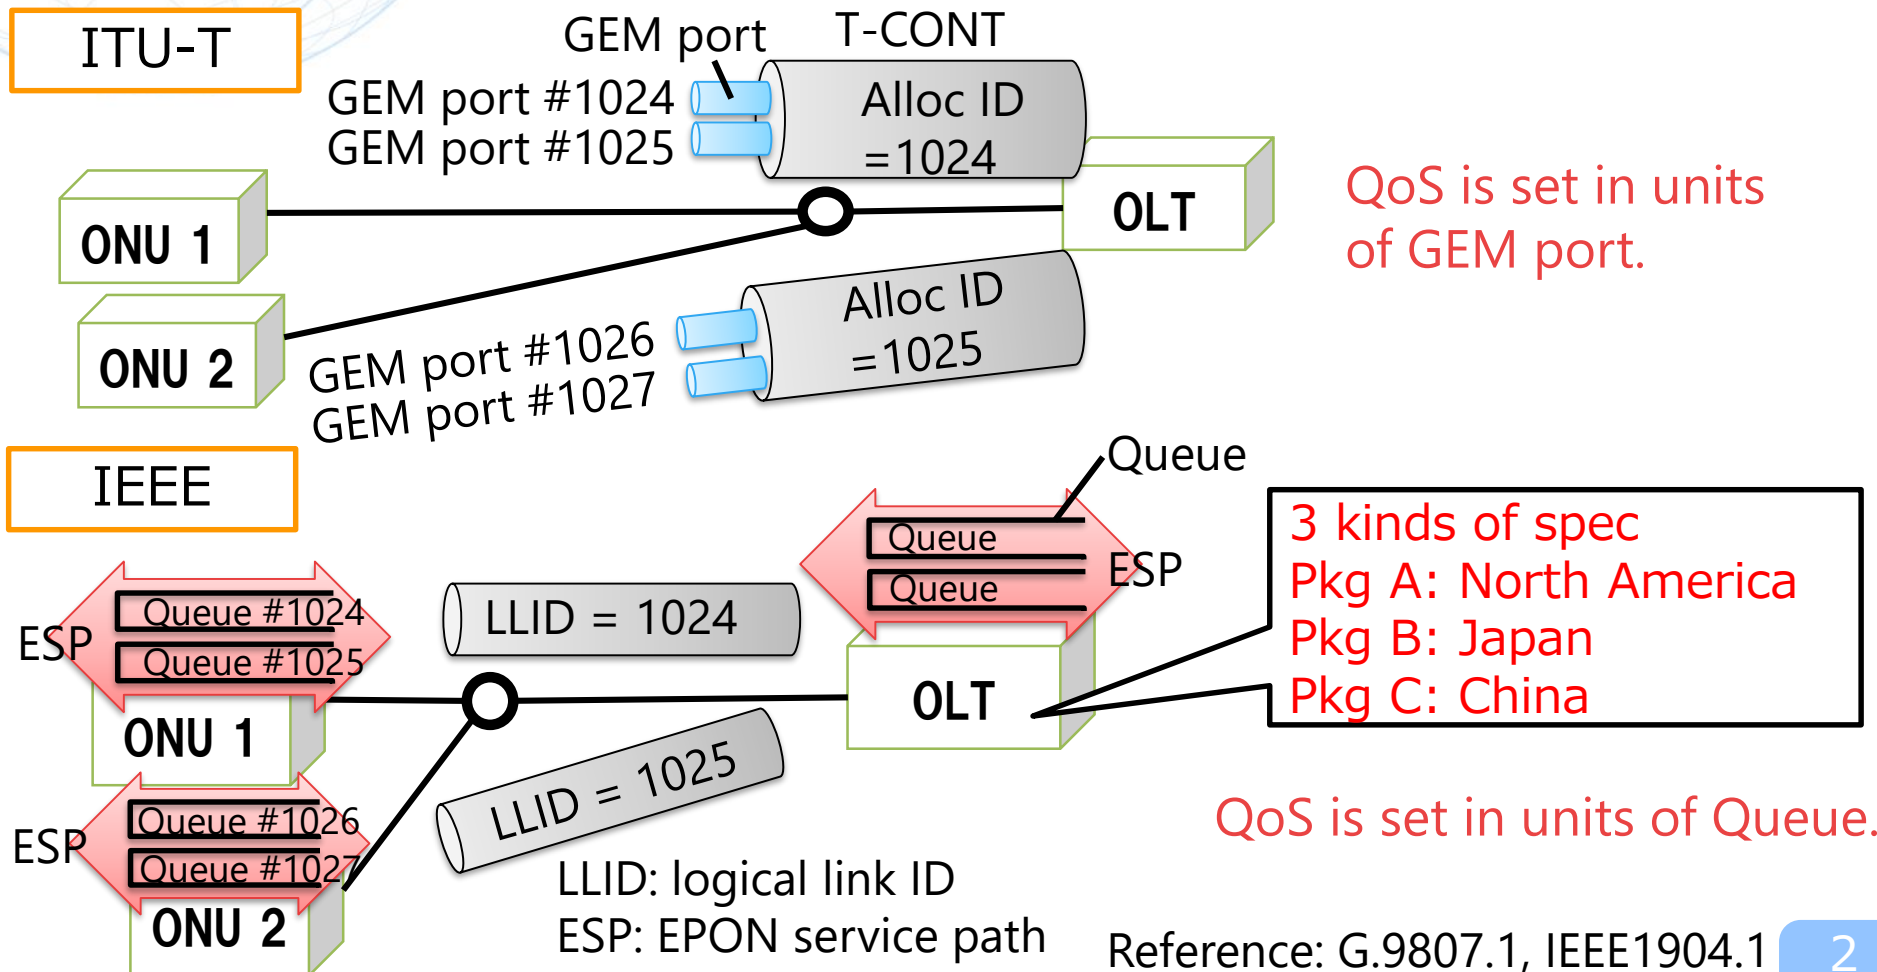 ITU-T
GEM port
T-CONT
GEM port #1024
GEM port #1025
Alloc ID
=1024
ONU 1
OLT
QoS is set in units
of GEM port.
ONU 2
GEM port #1026
GEM port #1027
Alloc ID
=1025
IEEE
Queue
Queue
Queue
ESP
3 kinds of spec
Pkg A: North America
Pkg B: Japan
Pkg C: China
ESP
Queue #1024
Queue #1025
LLID = 1024
ONU 1
OLT
LLID = 1025
ESP
Queue #1026
Queue #1027
ONU 2
QoS is set in units of Queue.
LLID: logical link ID
ESP: EPON service path
Reference: G.9807.1, IEEE1904.1
2